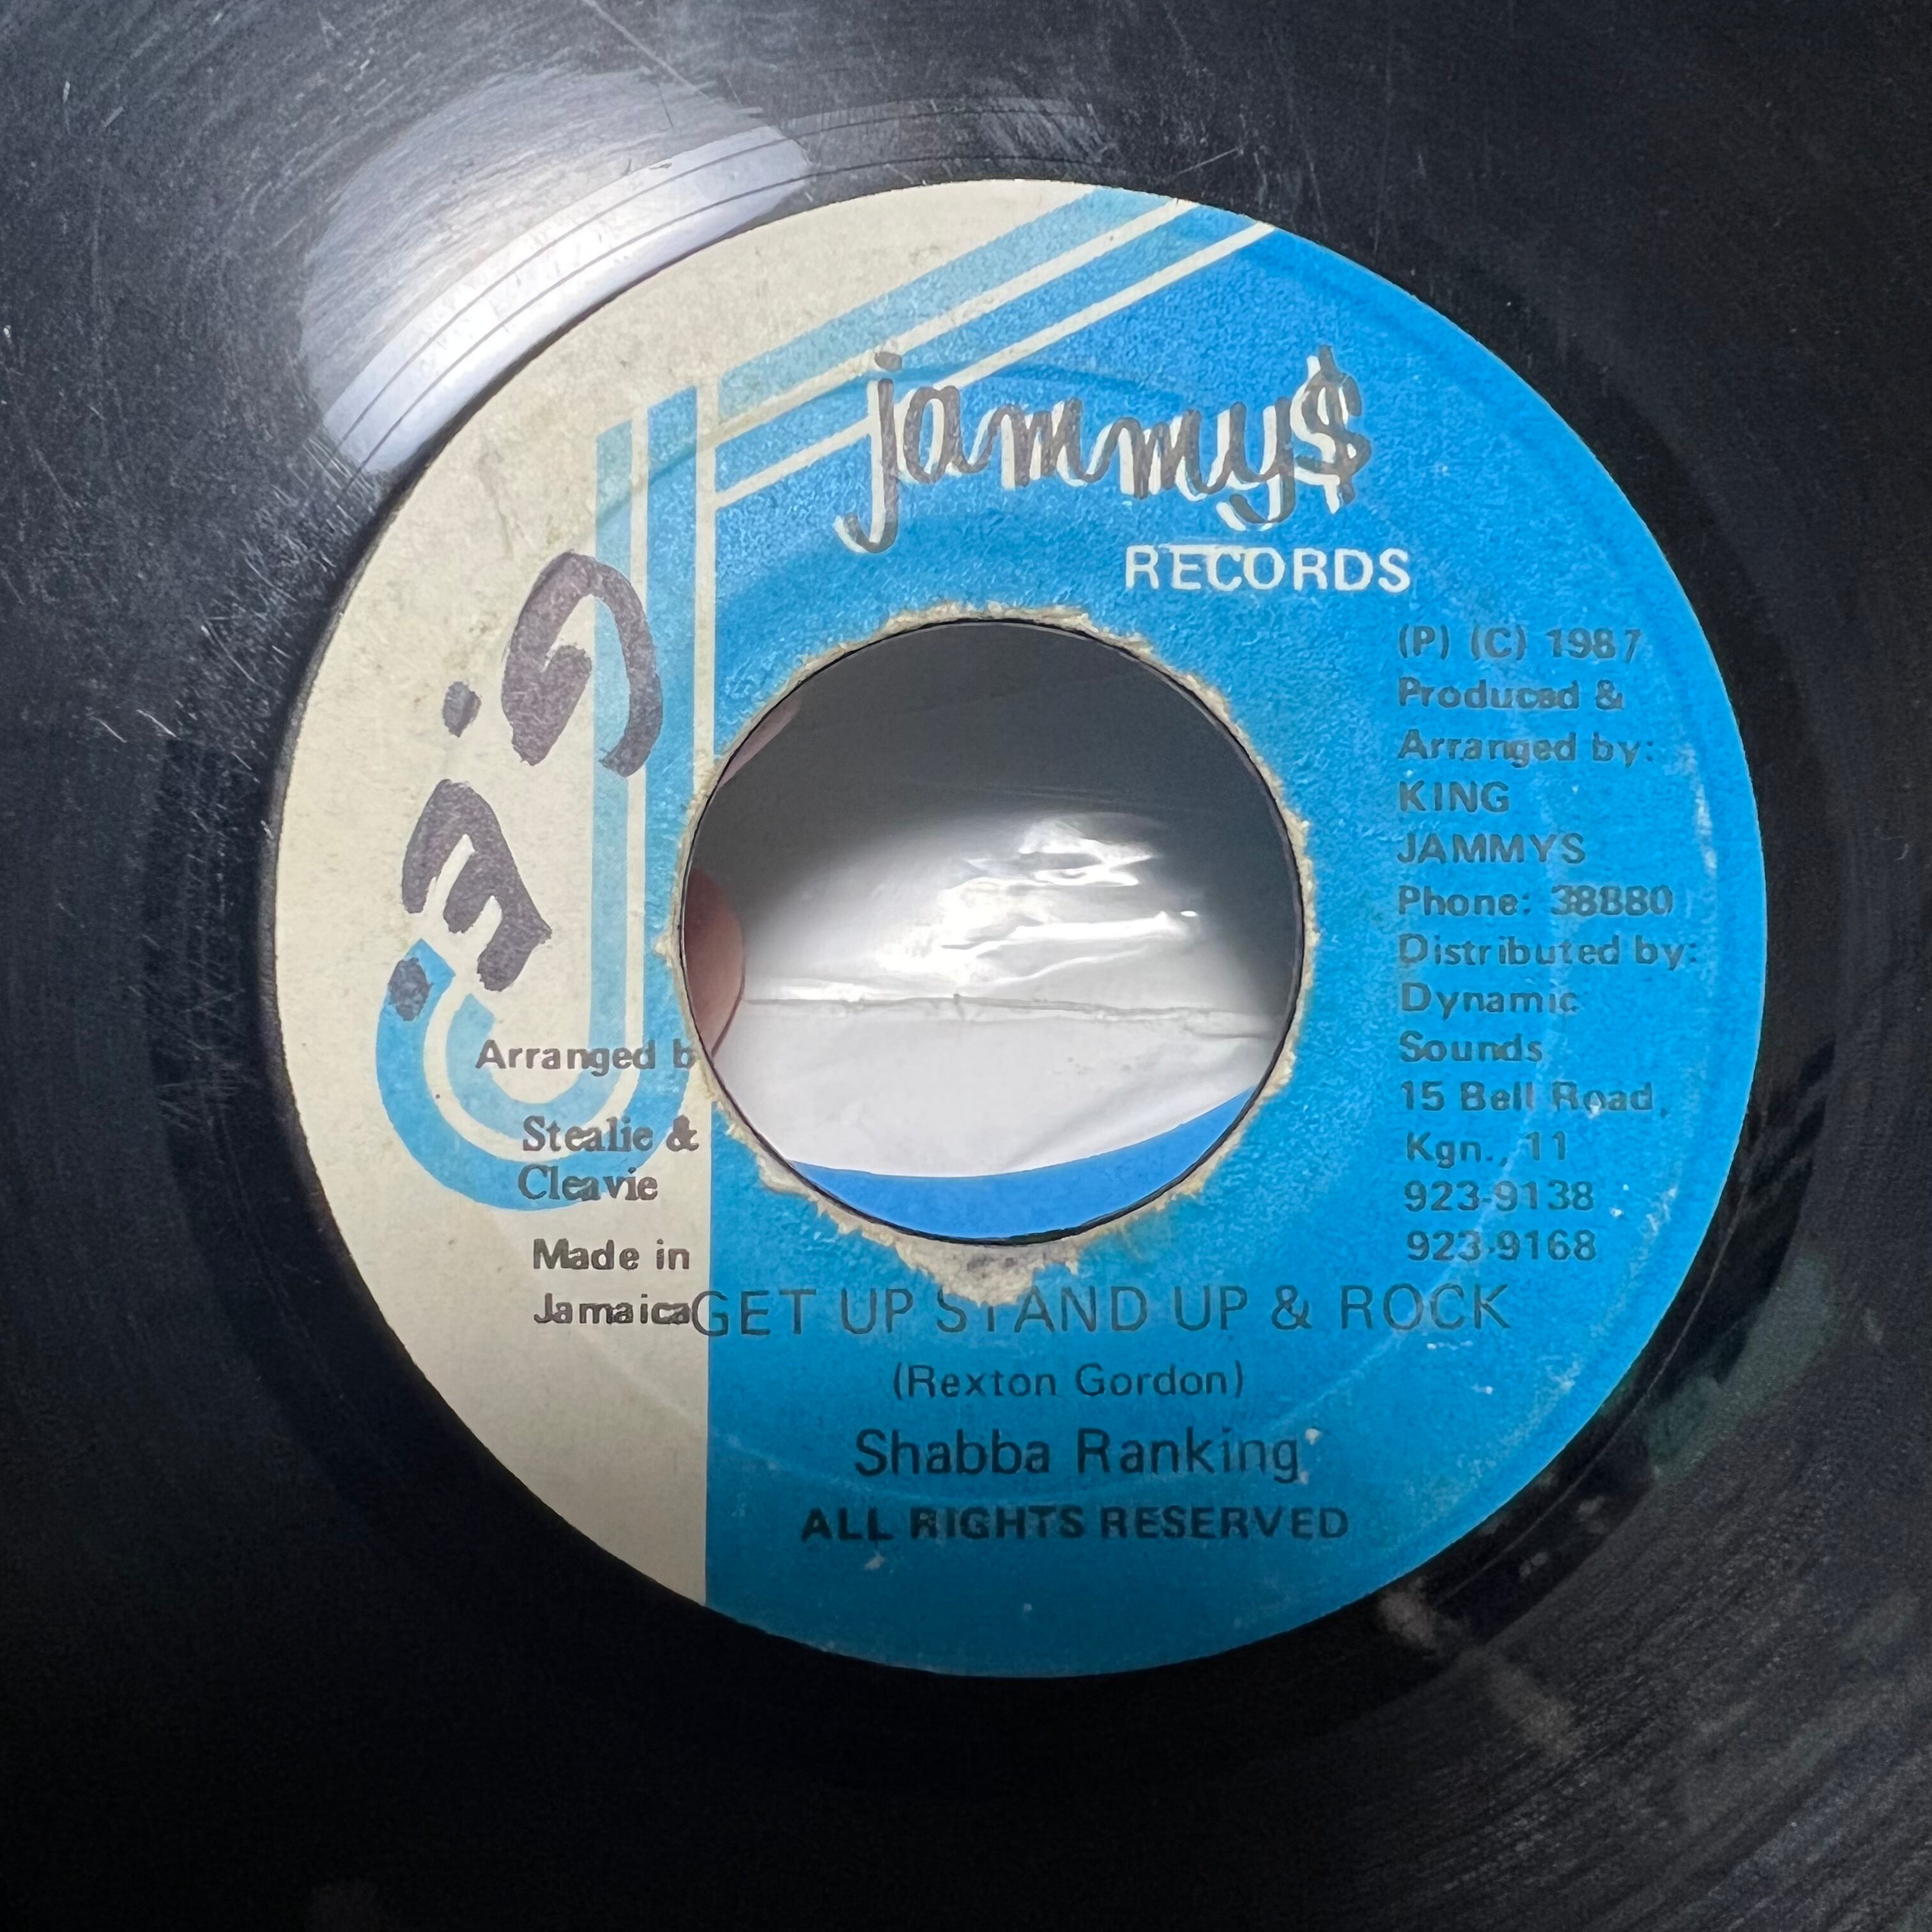 jammy$
RECORDS
(P) (C) 1987
Produced &
Arranged by:
KING
JAMMYS
Phone: 38880
Distributed by:
Dynamic
Sounds
15 Bell Road,
Kgn., 11
923-9138
923-9168
Arranged b
Stealie &
Cleavie
Made in
Jamaica
GET UP STAND UP & ROCK
(Rexton Gordon)
Shabba Ranking
ALL RIGHTS RESERVED